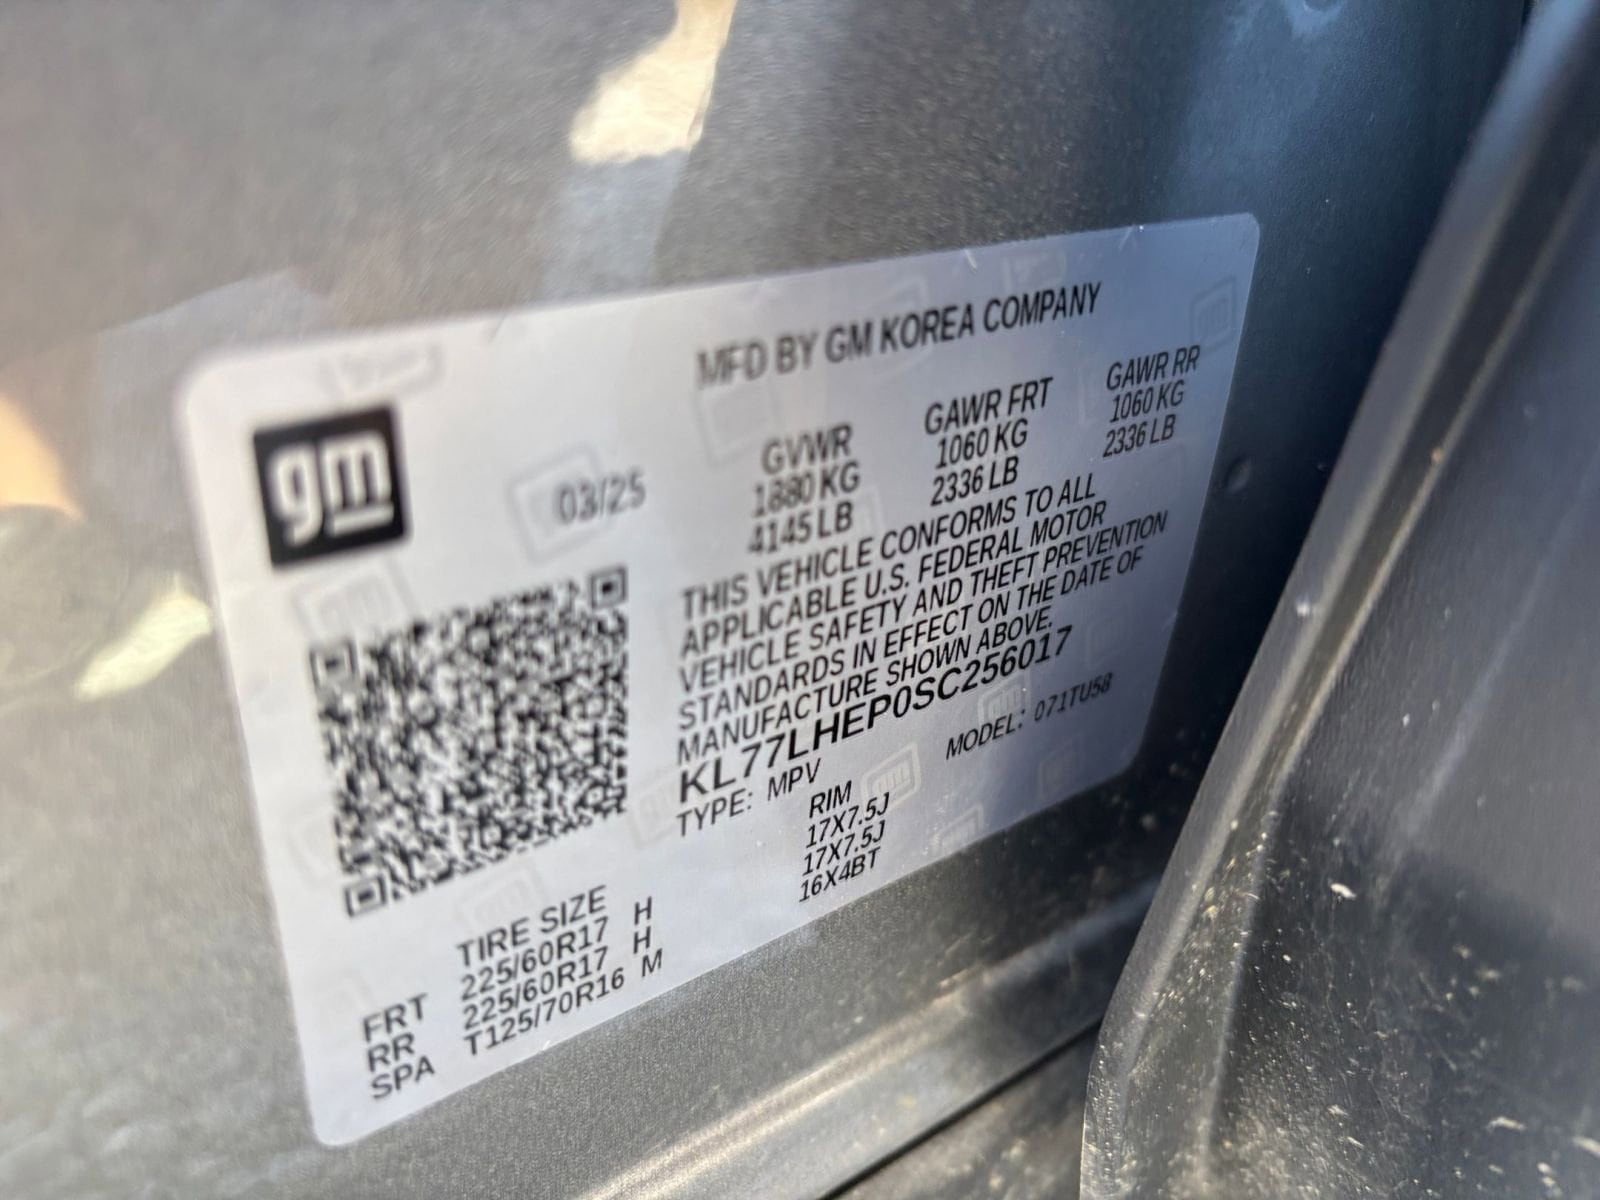 MFD BY GM KOREA COMPANY
gm
03/25
GVWR GAWR FRT GAWR RR
1880 KG 1060 KG 1060 KG
4145 LB 2336 LB 2336 LB
THIS VEHICLE CONFORMS TO ALL
APPLICABLE U.S. FEDERAL MOTOR
VEHICLE SAFETY AND THEFT PREVENTION
STANDARDS IN EFFECT ON THE DATE OF
MANUFACTURE SHOWN ABOVE.
KL77LHEP0SC256017
TYPE: MPV MODEL: 071TU58
TIRE SIZE RIM
FRT 225/60R17 H 17X7.5J
RR 225/60R17 H 17X7.5J
SPA T125/70R16 M 16X4BT